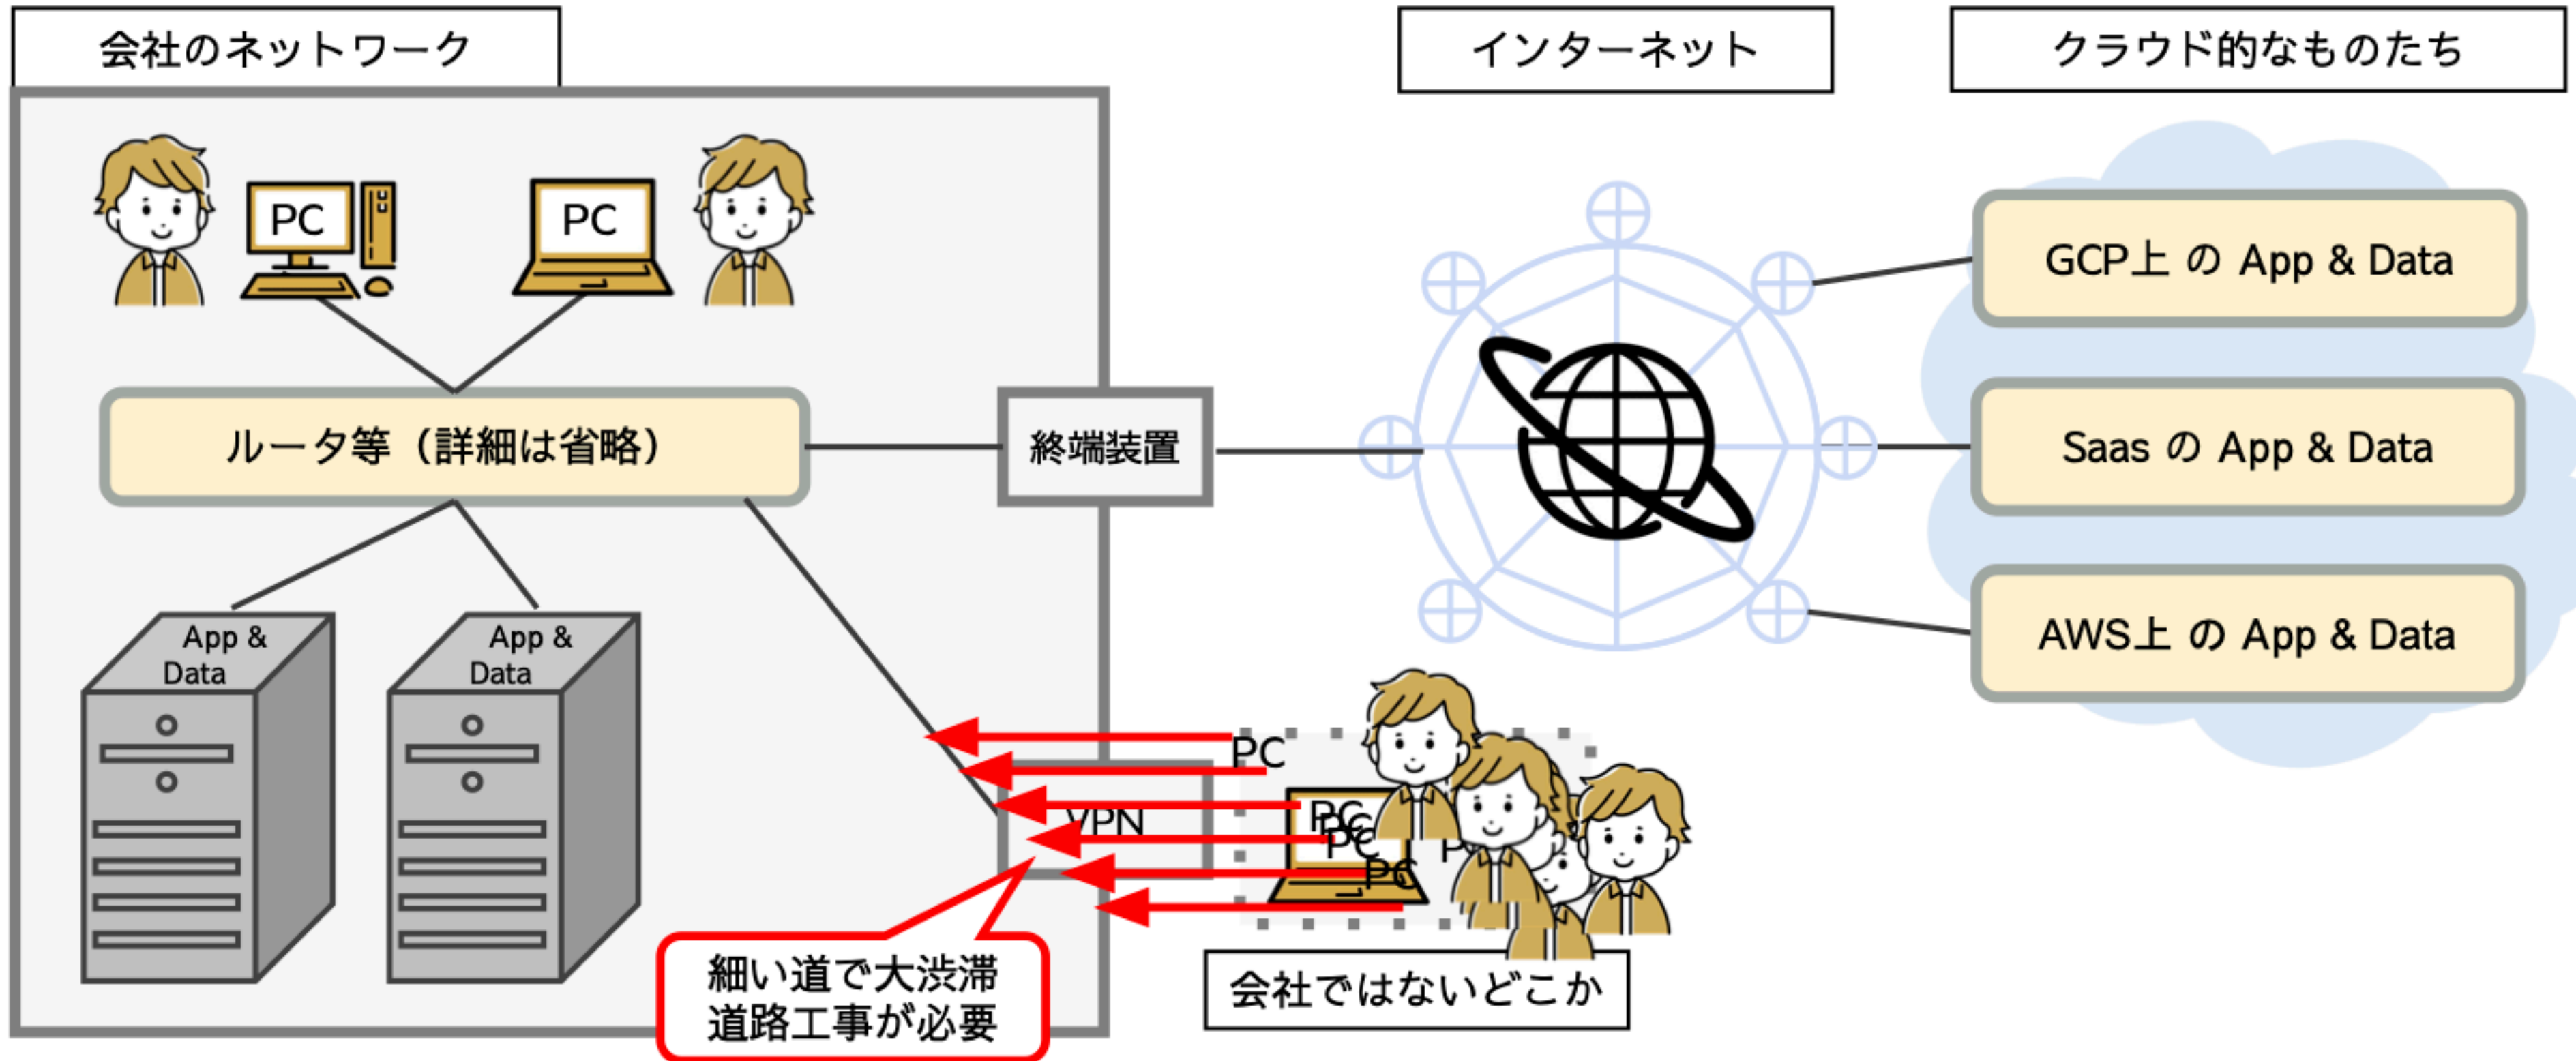 会社のネットワーク
インターネット
クラウド的なものたち
PC
PC
GCP上 の App & Data
ルータ等（詳細は省略）
終端装置
Saas の App & Data
App &
Data
App &
Data
AWS上 の App & Data
PC
VPN
PC
PC
PC
PC
細い道で大渋滞
道路工事が必要
会社ではないどこか